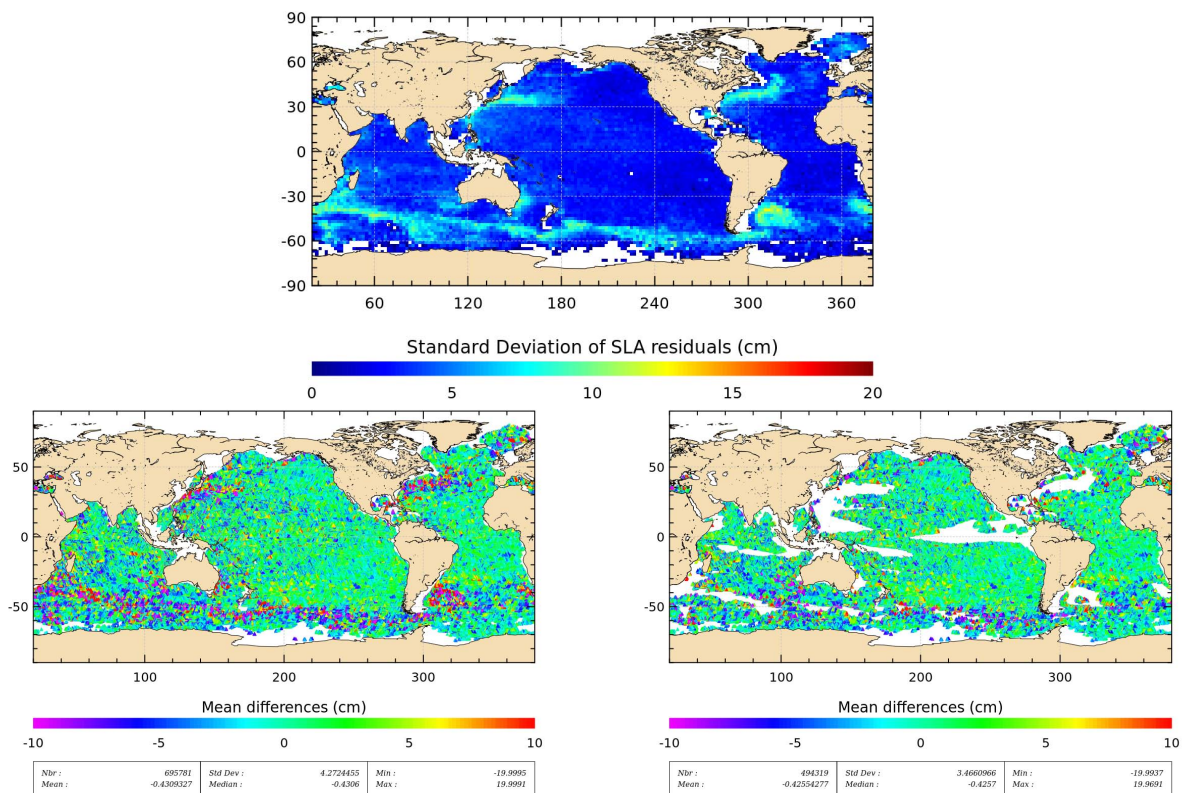 90
60
30
0
-30
-60
-90
60 120 180 240 300 360
Standard Deviation of SLA residuals (cm)
0 5 10 15 20
50
0
-50
100 200 300
Mean differences (cm)
-10 -5 0 5 10
Nbr : 695781 Std Dev : 4.2724455 Min : -19.9995
Mean : -0.4309327 Median : -0.4306 Max : 19.9991
50
0
-50
100 200 300
Mean differences (cm)
-10 -5 0 5 10
Nbr : 494319 Std Dev : 3.4660966 Min : -19.9937
Mean : -0.42554277 Median : -0.4257 Max : 19.9691